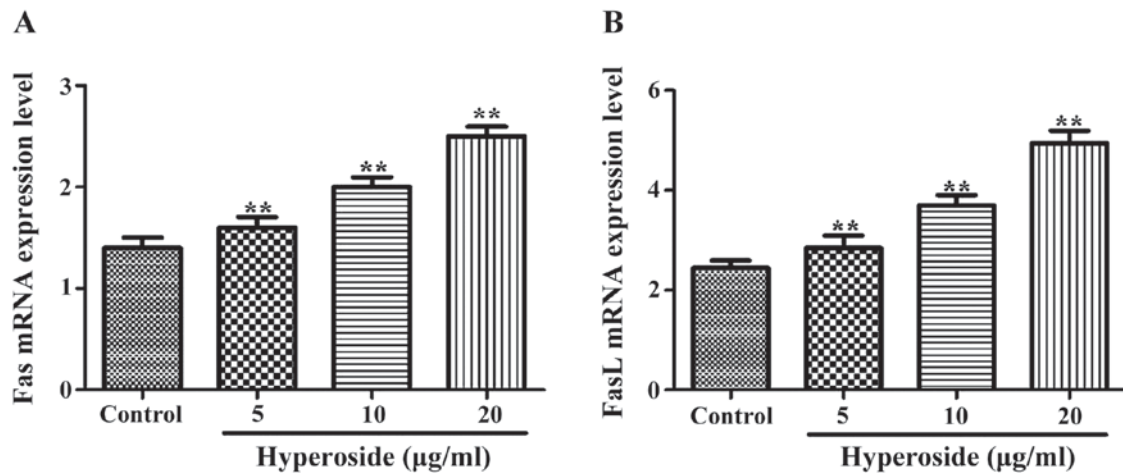 A
Fas mRNA expression level
3
2
1
0
**
**
**
Control
5
10
20
Hyperoside (μg/ml)
B
FasL mRNA expression level
6
4
2
0
**
**
**
Control
5
10
20
Hyperoside (μg/ml)